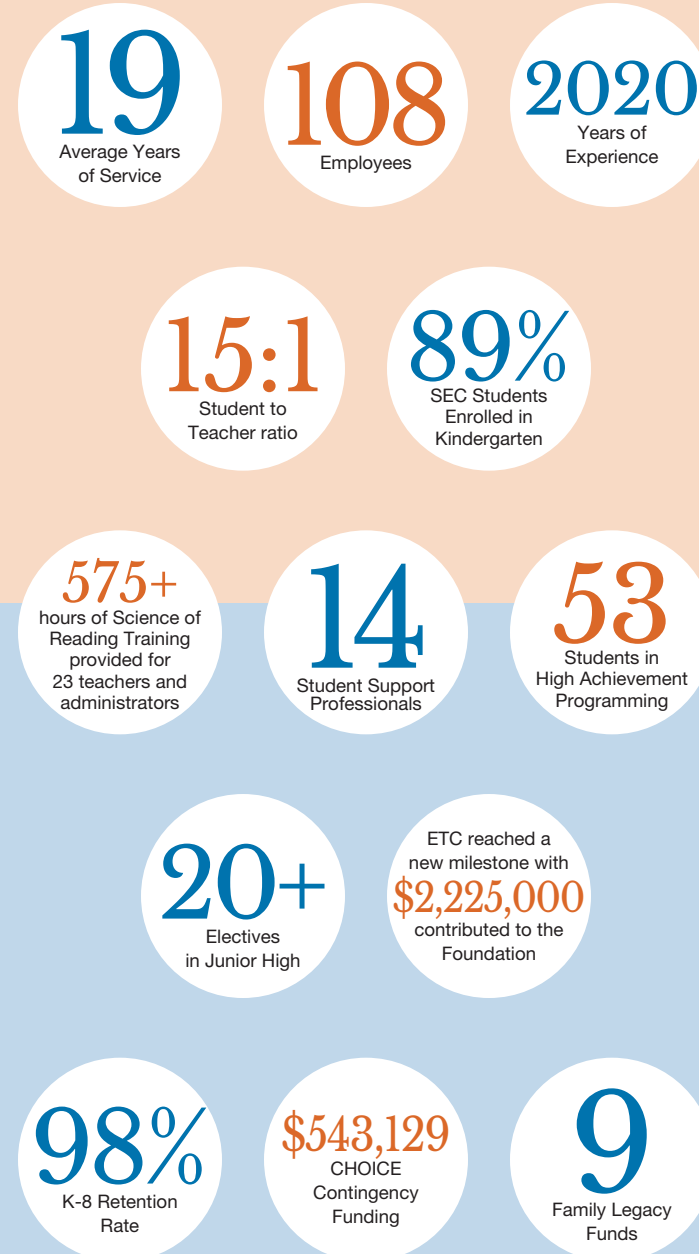 19
Average Years
of Service
108
Employees
2020
Years of
Experience
15:1
Student to
Teacher ratio
89%
SEC Students
Enrolled in
Kindergarten
575+
hours of Science of
Reading Training
provided for
23 teachers and
administrators
14
Student Support
Professionals
53
Students in
High Achievement
Programming
20+
Electives
in Junior High
ETC reached a
new milestone with
$2,225,000
contributed to the
Foundation
98%
K-8 Retention
Rate
$543,129
CHOICE
Contingency
Funding
9
Family Legacy
Funds